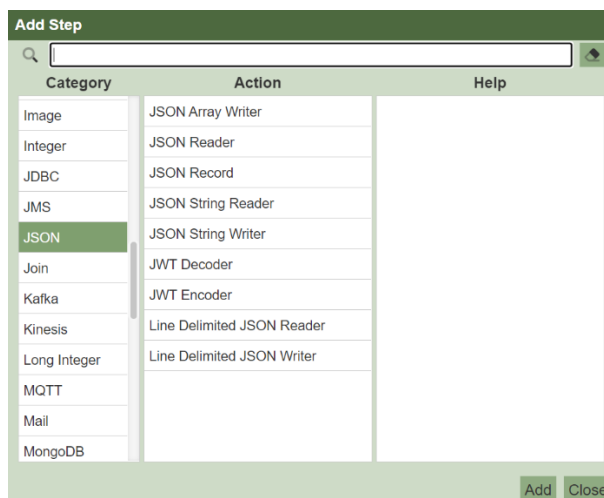 Add Step
Category Action Help
Image
Integer
JDBC
JMS
JSON
Join
Kafka
Kinesis
Long Integer
MQTT
Mail
MongoDB
JSON Array Writer
JSON Reader
JSON Record
JSON String Reader
JSON String Writer
JWT Decoder
JWT Encoder
Line Delimited JSON Reader
Line Delimited JSON Writer
Add Close